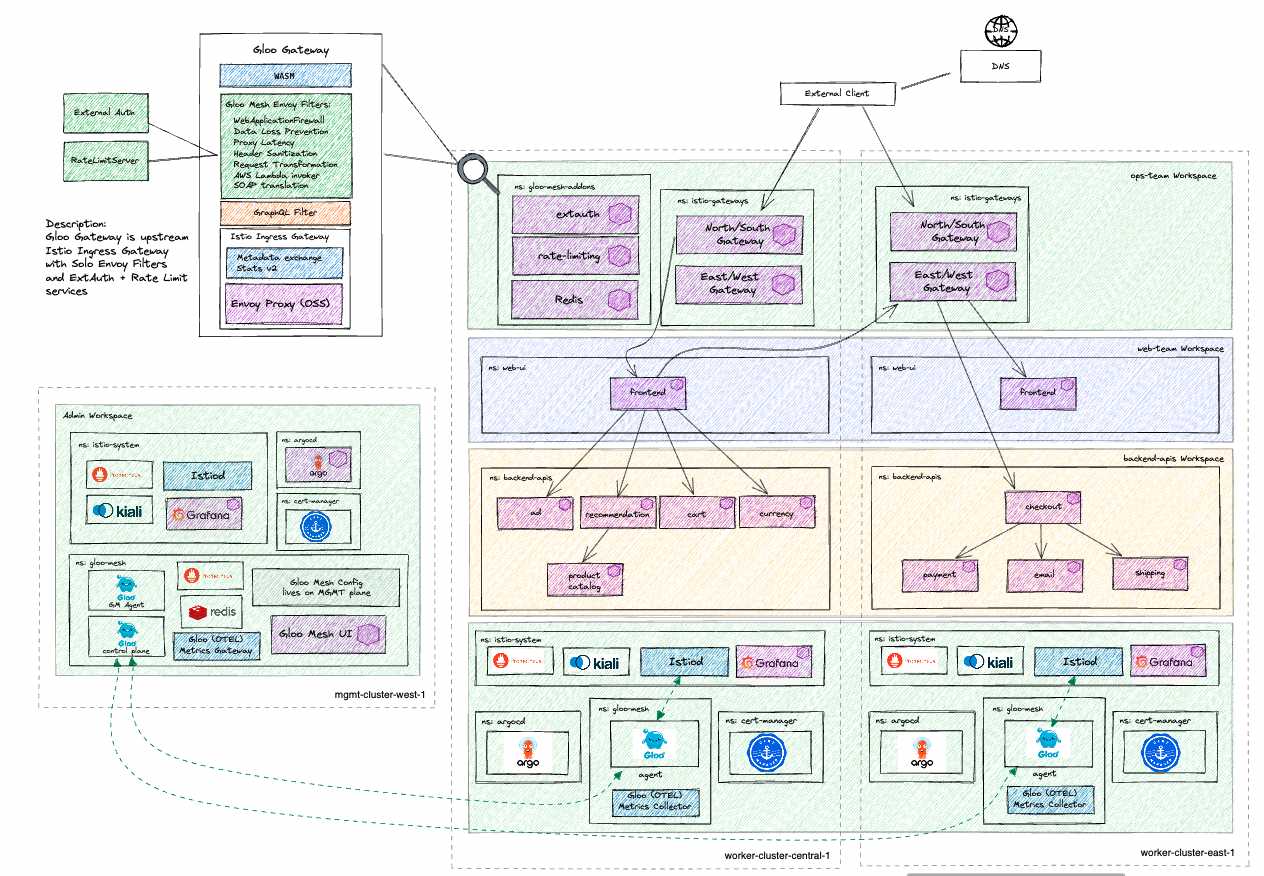 DNS
DNS
External Client
Gloo Gateway
WASM
Gloo Mesh Envoy Filters:
WebApplicationFirewall
Data Loss Prevention
Proxy Latency
Header Sanitization
Request Transformation
AWS Lambda invoker
SOAP translation
GraphQL Filter
Istio Ingress Gateway
Metadata exchange
Stats v2
Envoy Proxy (OSS)
External Auth
RateLimitServer
Description:
Gloo Gateway is upstream
Istio Ingress Gateway
with Solo Envoy Filters
and ExtAuth + Rate Limit
services
ops-team Workspace
ns: gloo-mesh-addons
extauth
rate-limiting
Redis
ns: istio-gateways
North/South
Gateway
East/West
Gateway
ns: istio-gateways
North/South
Gateway
East/West
Gateway
web-team Workspace
ns: web-ui
frontend
ns: web-ui
frontend
backend-apis Workspace
ns: backend-apis
ad
recommendation
cart
currency
product
catalog
ns: backend-apis
checkout
payment
email
shipping
Admin Workspace
ns: istio-system
Istiod
kiali
Grafana
ns: argocd
argo
ns: cert-manager
ns: gloo-mesh
Gloo
GM Agent
Gloo
control plane
redis
Gloo (OTEL)
Metrics Gateway
Gloo Mesh Config
lives on MGMT plane
Gloo Mesh UI
mgmt-cluster-west-1
ns: istio-system
kiali
Istiod
Grafana
ns: argocd
argo
ns: gloo-mesh
Gloo
agent
Gloo (OTEL)
Metrics Collector
ns: cert-manager
worker-cluster-central-1
ns: istio-system
kiali
Istiod
Grafana
ns: argocd
argo
ns: gloo-mesh
Gloo
agent
Gloo (OTEL)
Metrics Collector
ns: cert-manager
worker-cluster-east-1